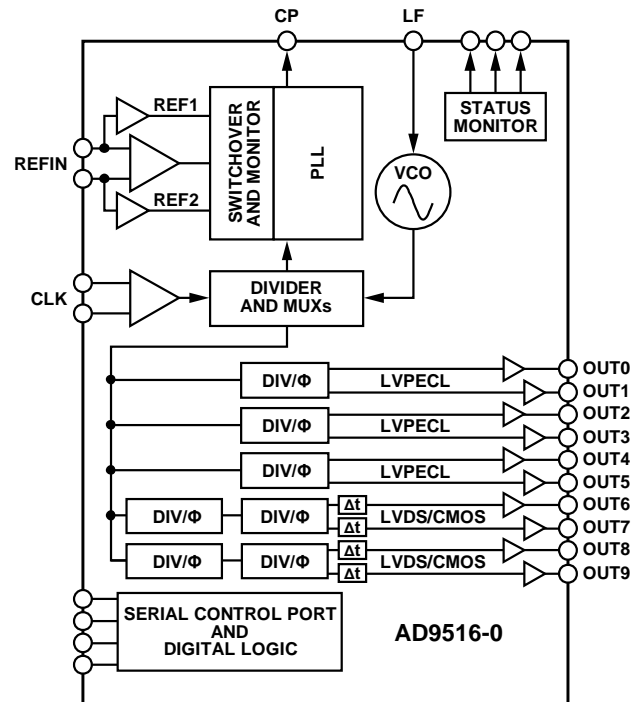 CP
LF
REF1
REFIN
REF2
SWITCHOVER
AND MONITOR
PLL
STATUS
MONITOR
VCO
CLK
DIVIDER
AND MUXs
DIV/Φ
LVPECL
OUT0
OUT1
DIV/Φ
LVPECL
OUT2
OUT3
DIV/Φ
LVPECL
OUT4
OUT5
DIV/Φ
DIV/Φ
Δt
Δt
LVDS/CMOS
OUT6
OUT7
DIV/Φ
DIV/Φ
Δt
Δt
LVDS/CMOS
OUT8
OUT9
SERIAL CONTROL PORT
AND
DIGITAL LOGIC
AD9516-0